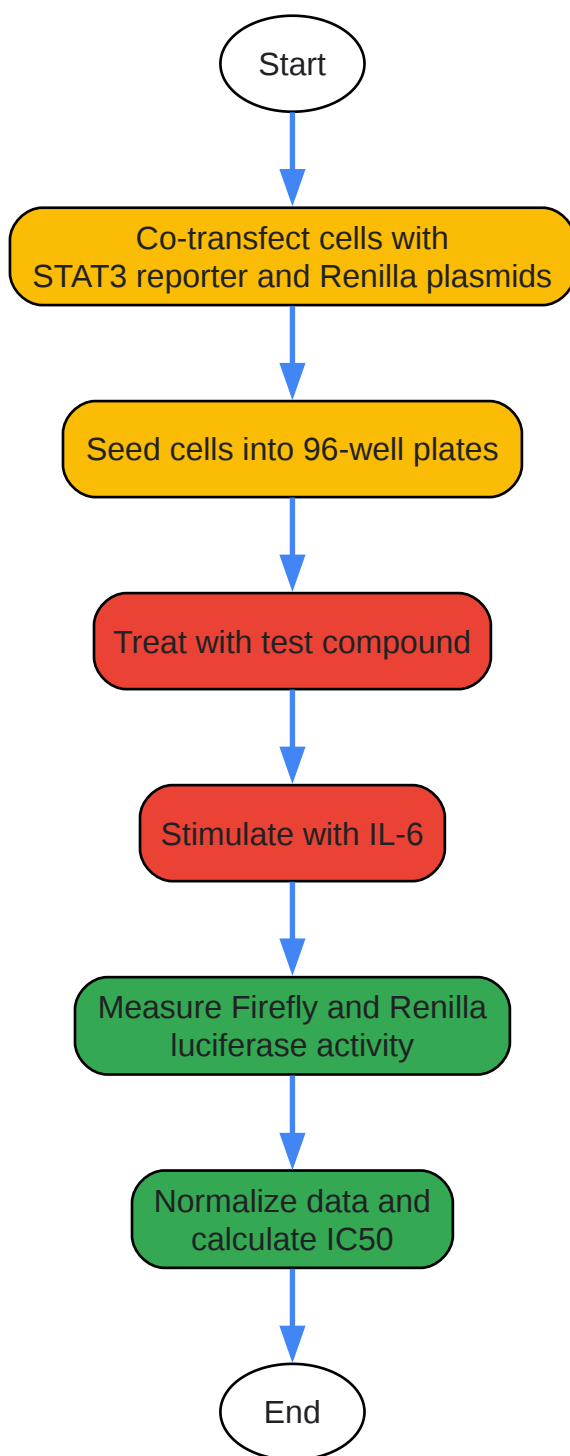 Start
Co-transfect cells with
STAT3 reporter and Renilla plasmids
Seed cells into 96-well plates
Treat with test compound
Stimulate with IL-6
Measure Firefly and Renilla
luciferase activity
Normalize data and
calculate IC50
End